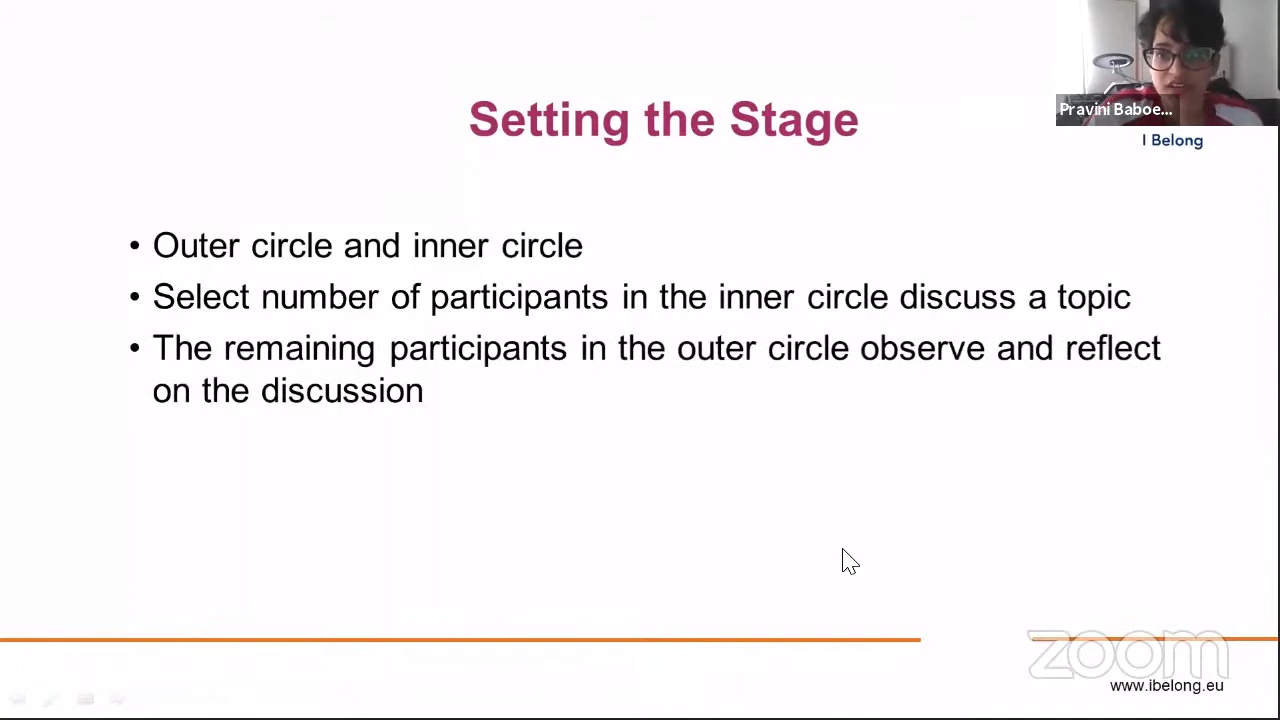 Pravini Baboe...
I Belong
Setting the Stage
• Outer circle and inner circle
• Select number of participants in the inner circle discuss a topic
• The remaining participants in the outer circle observe and reflect
on the discussion
zoom
www.ibelong.eu